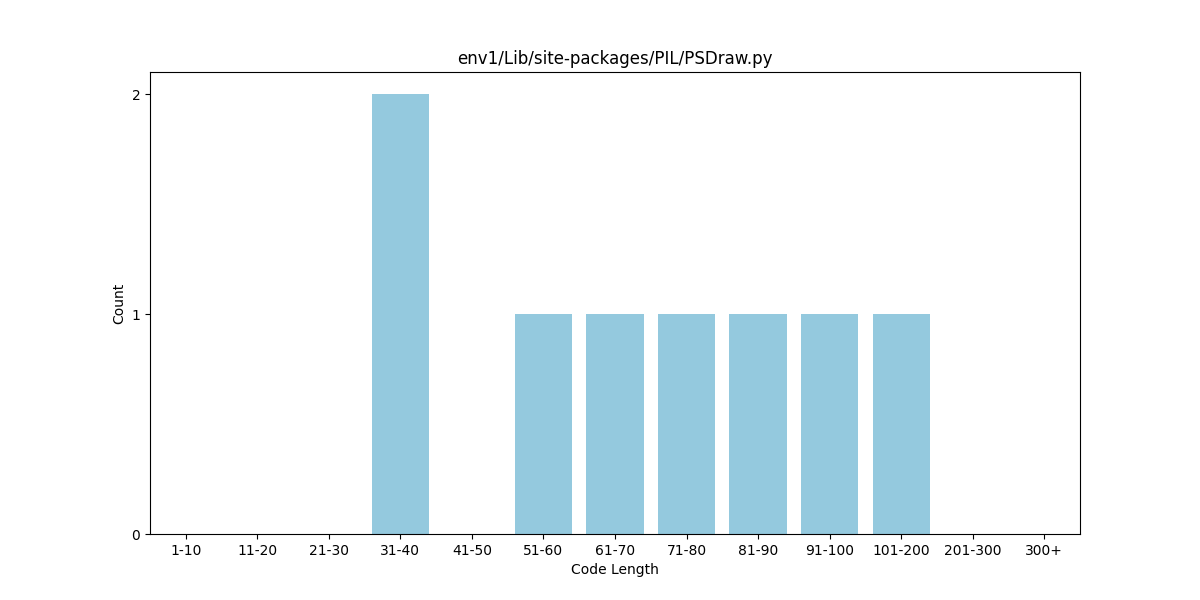 env1/Lib/site-packages/PIL/PSDraw.py
2
1
0
Count
1-10 11-20 21-30 31-40 41-50 51-60 61-70 71-80 81-90 91-100 101-200 201-300 300+
Code Length